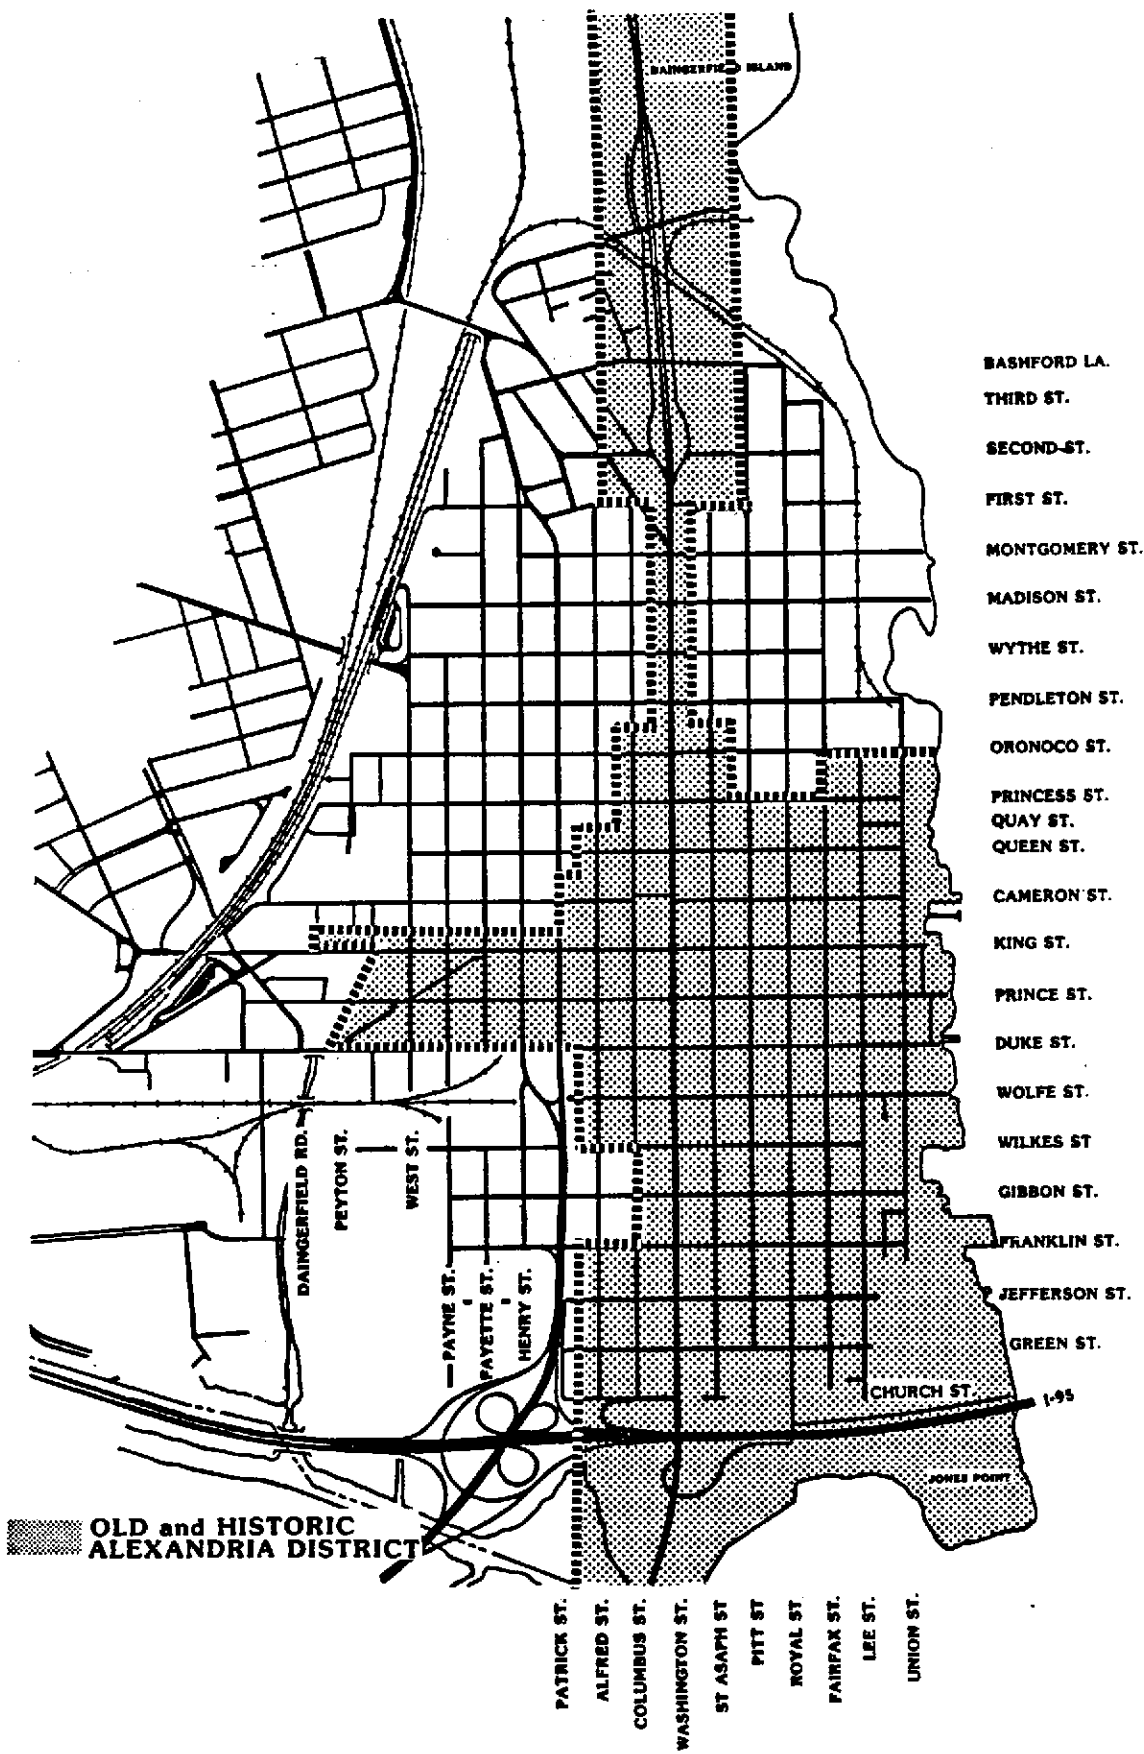 DAINGERFIELD ISLAND
BASHFORD LA.
THIRD ST.
SECOND ST.
FIRST ST.
MONTGOMERY ST.
MADISON ST.
WYTHE ST.
PENDLETON ST.
ORONOCO ST.
PRINCESS ST.
QUAY ST.
QUEEN ST.
CAMERON ST.
KING ST.
PRINCE ST.
DUKE ST.
WOLFE ST.
WILKES ST
GIBBON ST.
FRANKLIN ST.
JEFFERSON ST.
GREEN ST.
CHURCH ST.
I-95
JONES POINT
DAINGERFIELD RD.
PEYTON ST.
WEST ST.
PAYNE ST.
FAYETTE ST.
HENRY ST.
OLD and HISTORIC
ALEXANDRIA DISTRICT
PATRICK ST.
ALFRED ST.
COLUMBUS ST.
WASHINGTON ST.
ST ASAPH ST
PITT ST
ROYAL ST
FAIRFAX ST.
LEE ST.
UNION ST.